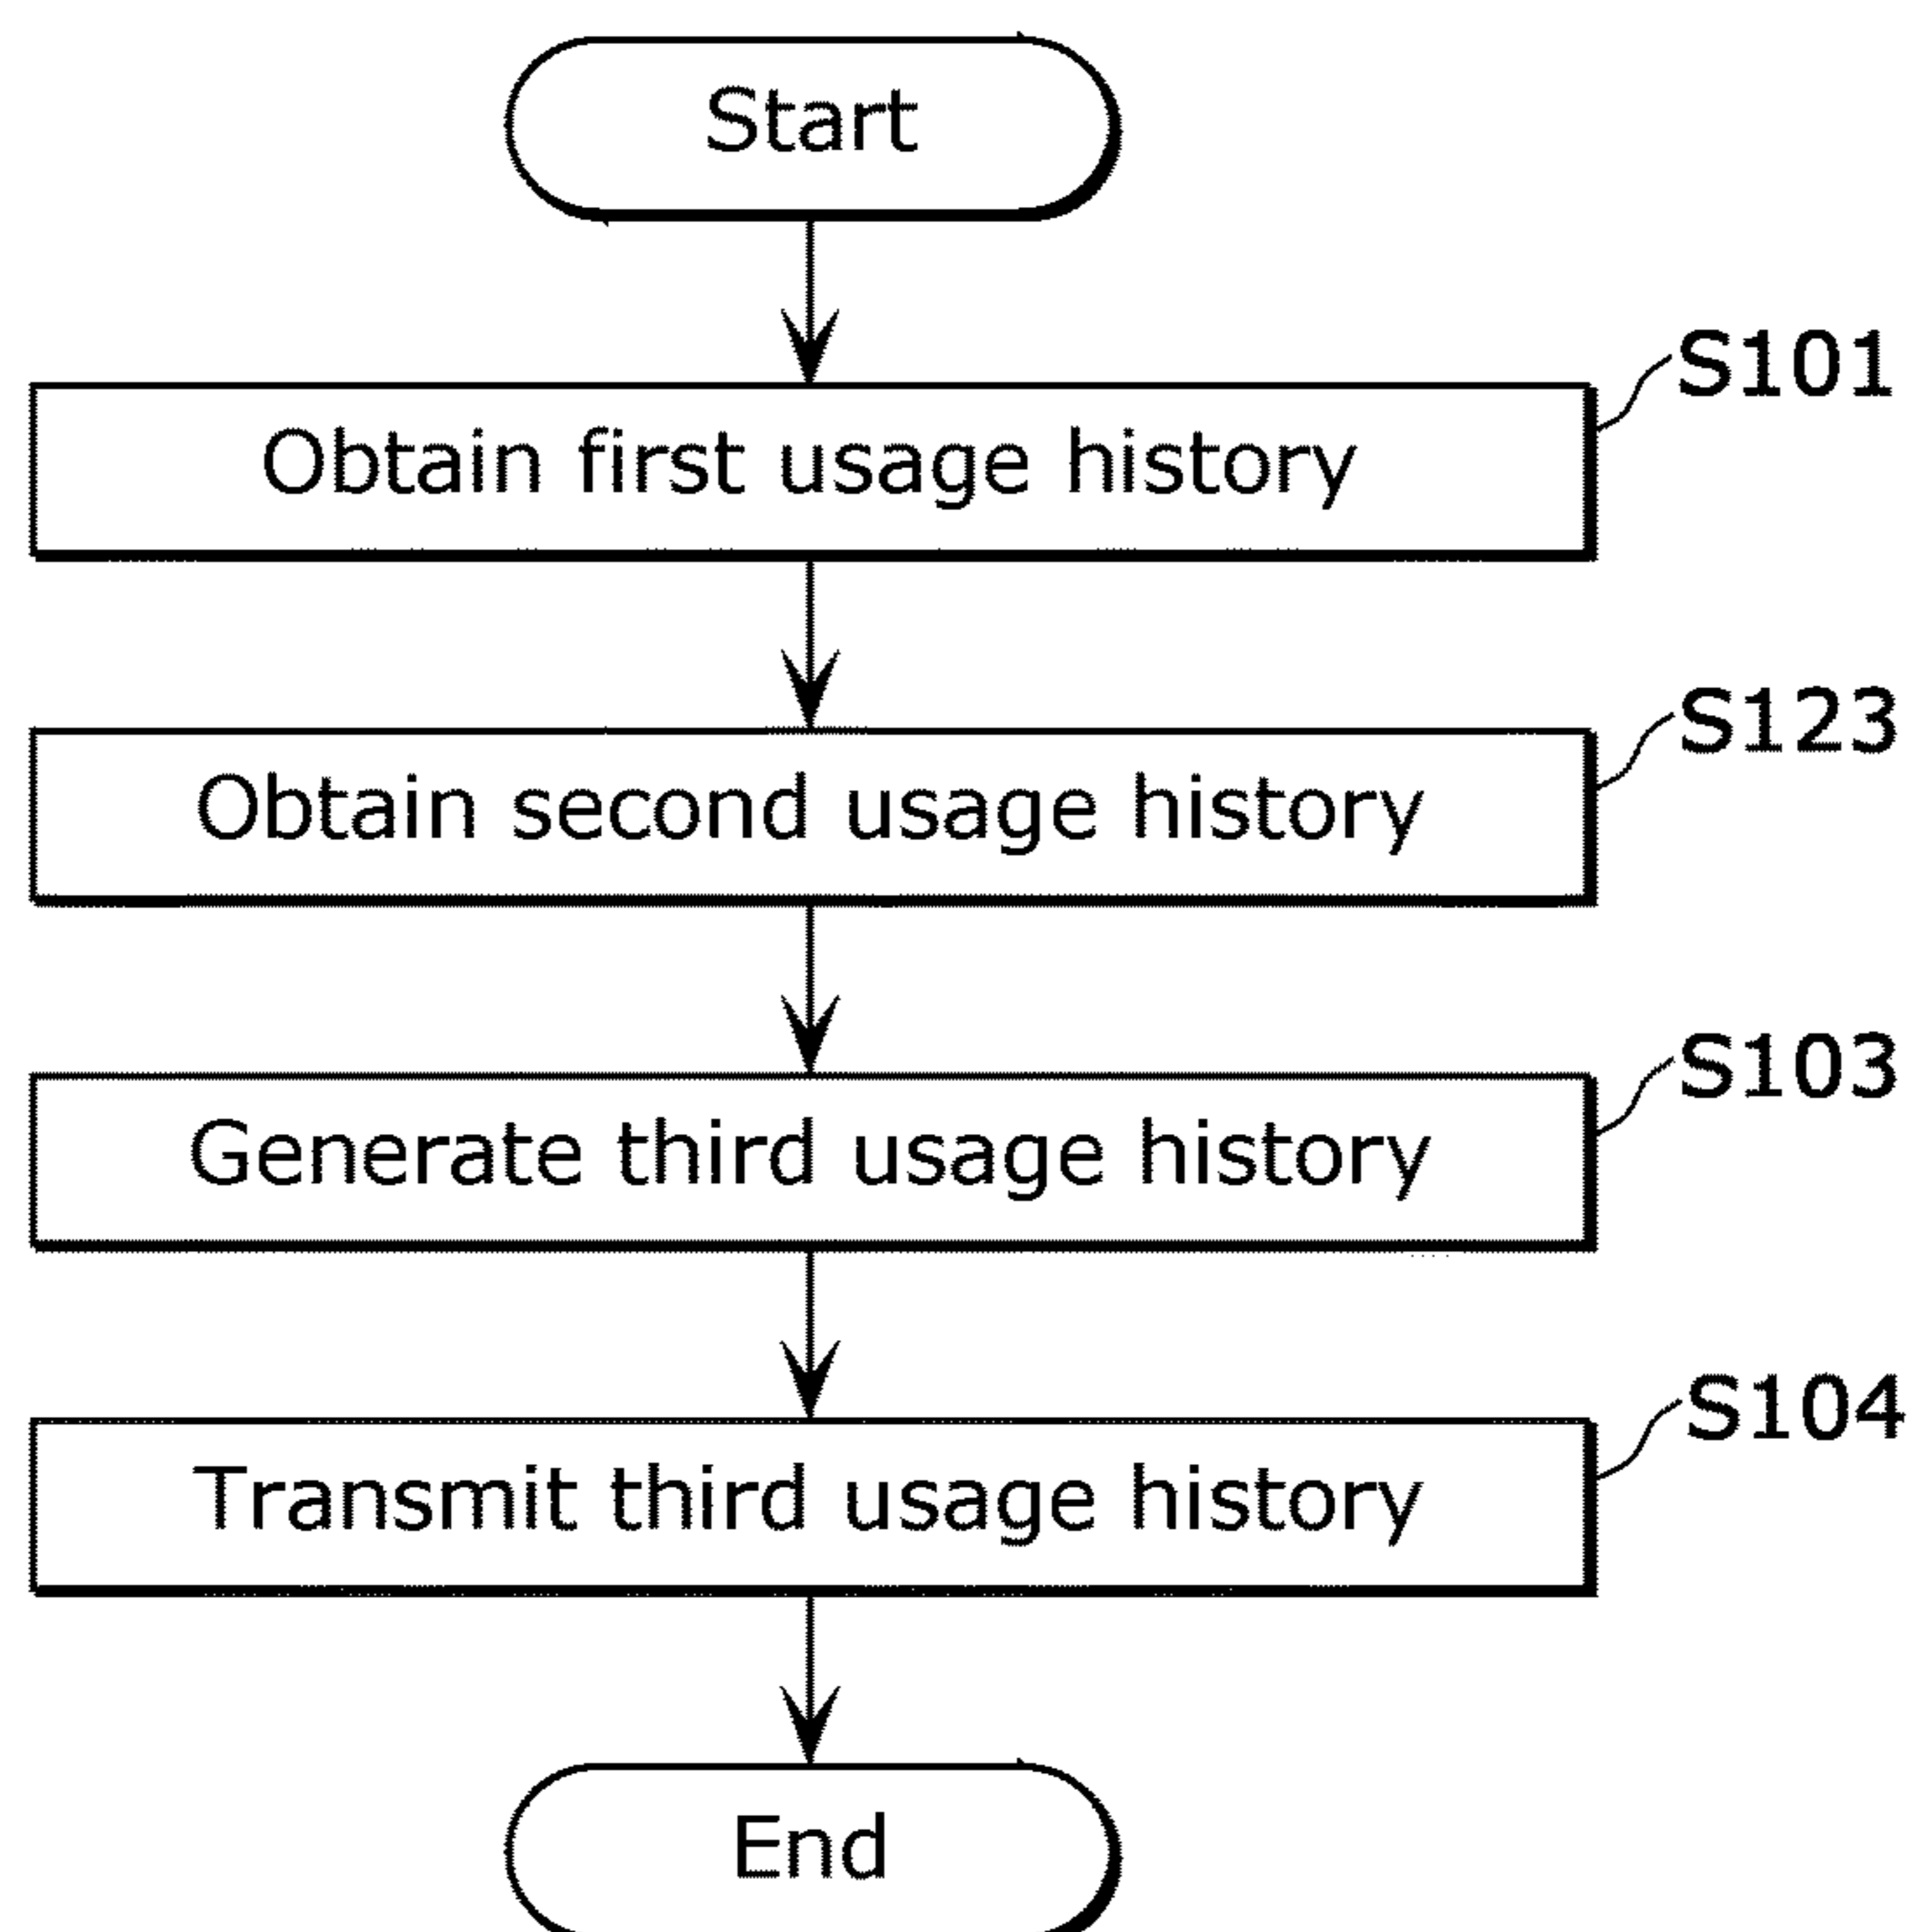 Start
S101
Obtain first usage history
S123
Obtain second usage history
S103
Generate third usage history
S104
Transmit third usage history
End